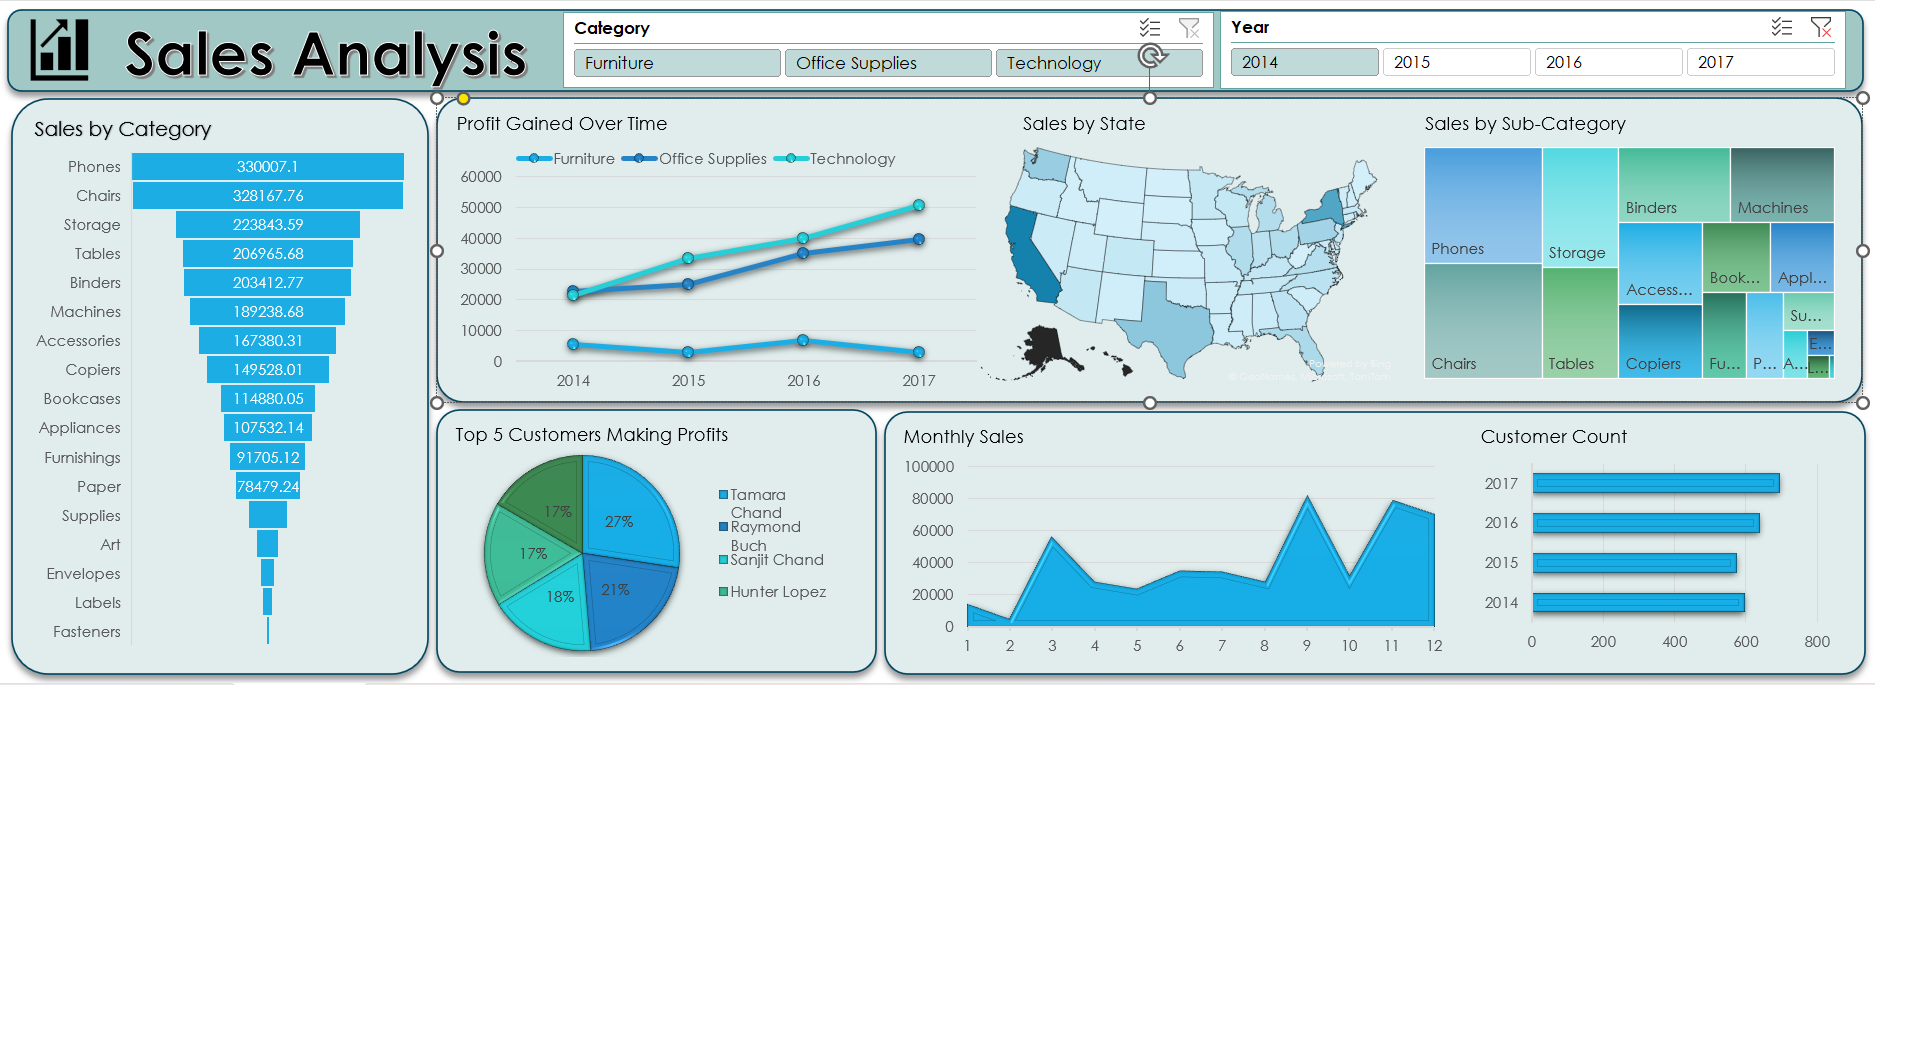 Sales Analysis
Category
Furniture
Office Supplies
Technology
Year
2014
2015
2016
2017
Sales by Category
Phones 330007.1
Chairs 328167.76
Storage 223843.59
Tables 206965.68
Binders 203412.77
Machines 189238.68
Accessories 167380.31
Copiers 149528.01
Bookcases 114880.05
Appliances 107532.14
Furnishings 91705.12
Paper 78479.24
Supplies
Art
Envelopes
Labels
Fasteners
Profit Gained Over Time
Furniture Office Supplies Technology
60000
50000
40000
30000
20000
10000
0
2014 2015 2016 2017
Sales by State
Powered by Bing
Sales by Sub-Category
Phones
Chairs
Storage
Tables
Binders
Machines
Access...
Book...
Appl...
Copiers
Fu...
P...
Su...
A...
E...
L...
Top 5 Customers Making Profits
27%
21%
18%
17%
17%
Tamara
Chand
Raymond
Buch
Sanjit Chand
Hunter Lopez
Monthly Sales
100000
80000
60000
40000
20000
0
1 2 3 4 5 6 7 8 9 10 11 12
Customer Count
2017
2016
2015
2014
0 200 400 600 800